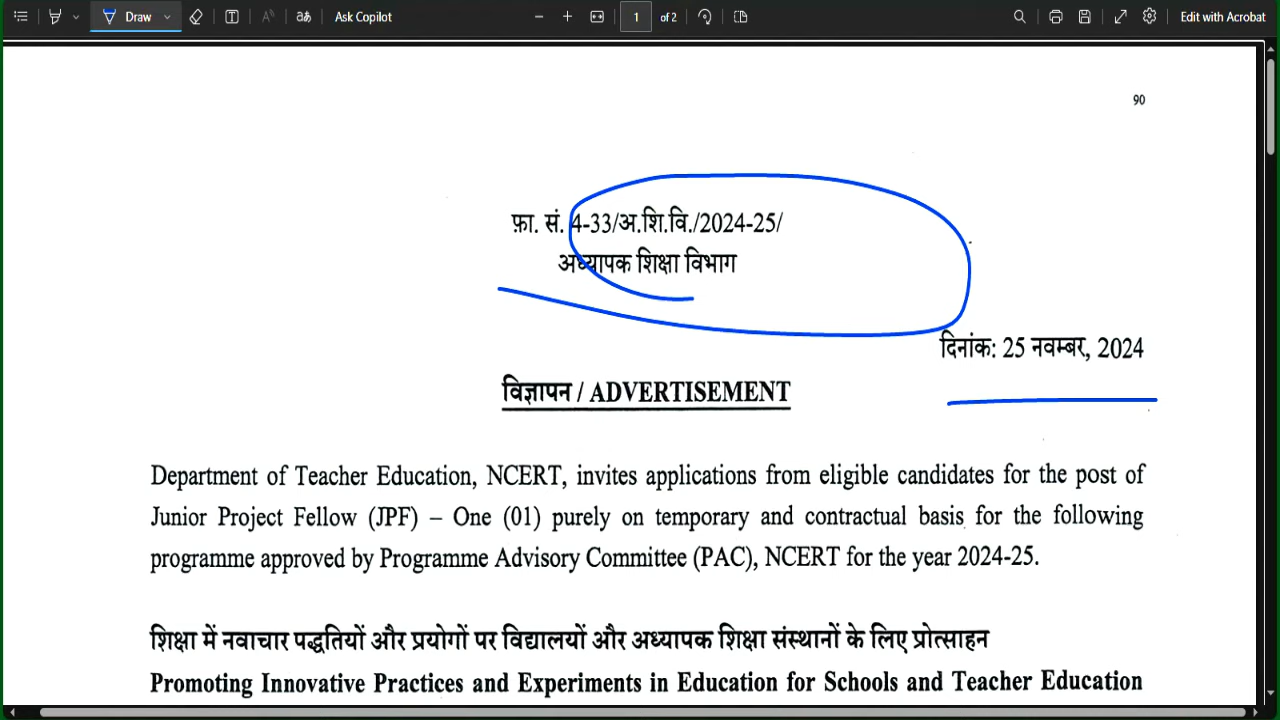 Draw
Ask Copilot
1
of 2
Edit with Acrobat
90
फ़ा. सं. 4-33/अ.शि.वि./2024-25/
अध्यापक शिक्षा विभाग
दिनांक: 25 नवम्बर, 2024
विज्ञापन / ADVERTISEMENT
Department of Teacher Education, NCERT, invites applications from eligible candidates for the post of
Junior Project Fellow (JPF) – One (01) purely on temporary and contractual basis for the following
programme approved by Programme Advisory Committee (PAC), NCERT for the year 2024-25.
शिक्षा में नवाचार पद्धतियों और प्रयोगों पर विद्यालयों और अध्यापक शिक्षा संस्थानों के लिए प्रोत्साहन
Promoting Innovative Practices and Experiments in Education for Schools and Teacher Education